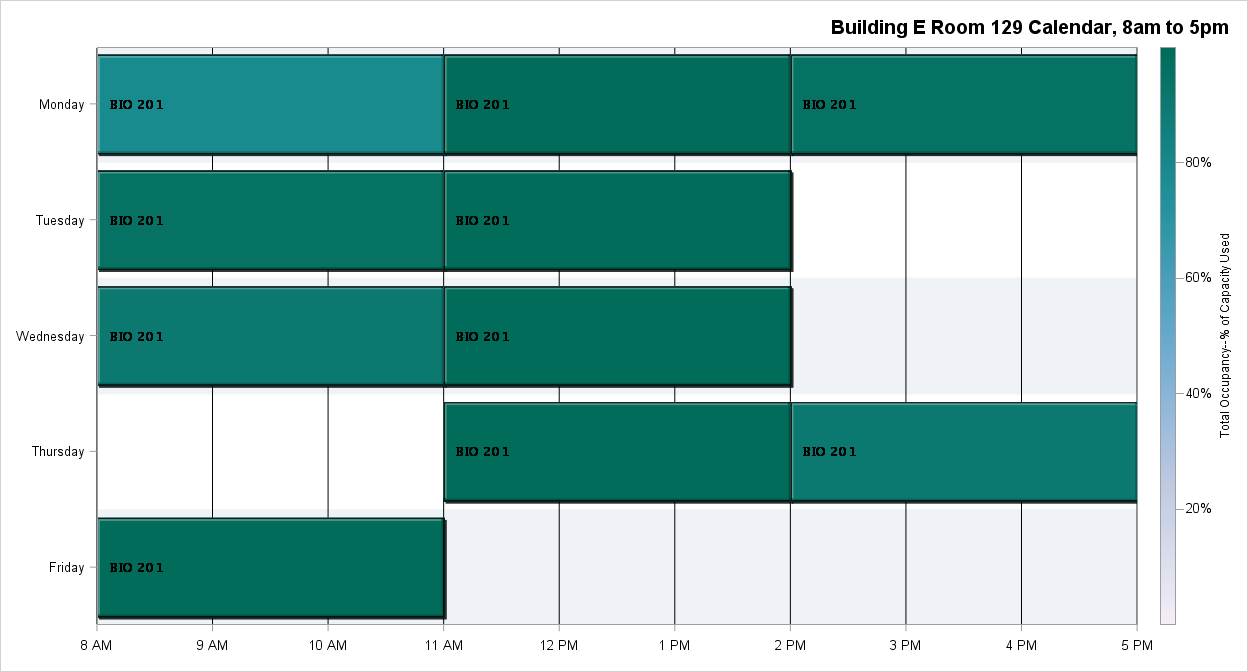 Building E Room 129 Calendar, 8am to 5pm
Monday
BIO 201
BIO 201
BIO 201
Tuesday
BIO 201
BIO 201
Wednesday
BIO 201
BIO 201
Thursday
BIO 201
BIO 201
Friday
BIO 201
8 AM 9 AM 10 AM 11 AM 12 PM 1 PM 2 PM 3 PM 4 PM 5 PM
80%
60%
40%
20%
Total Occupancy--% of Capacity Used